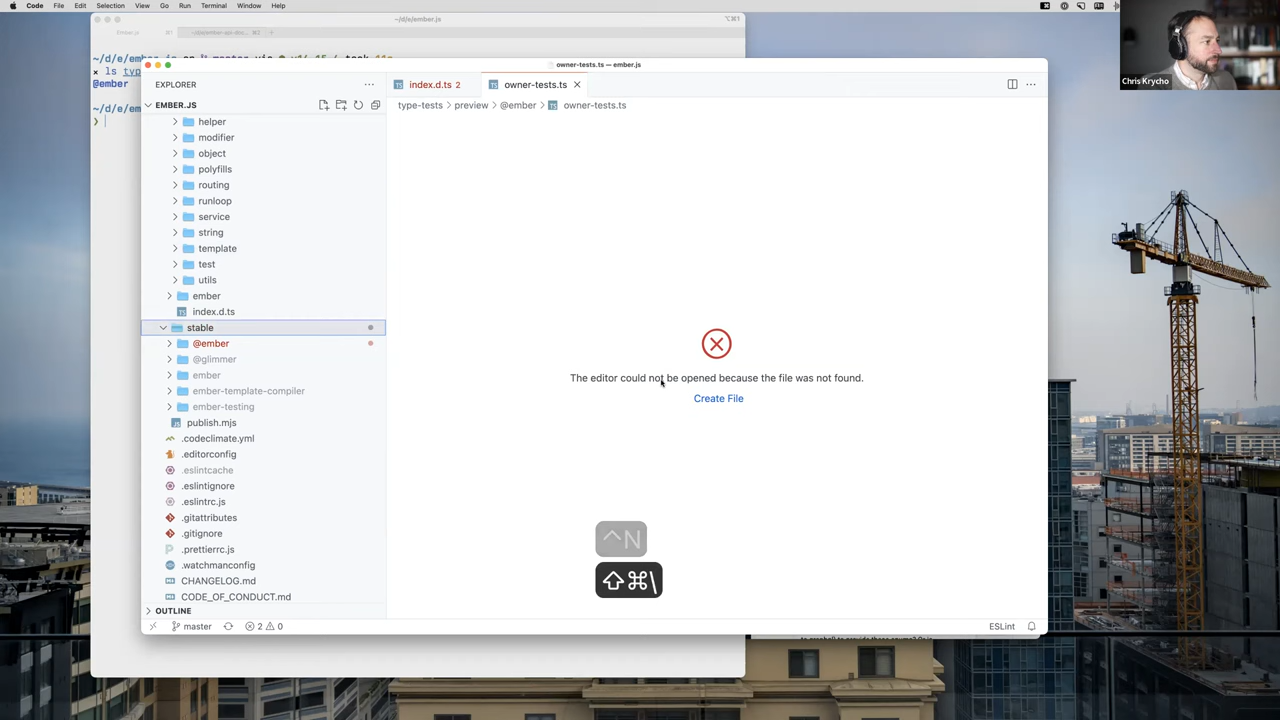 Code File Edit Selection View Go Run Terminal Window Help
~/d/e/ember.js
Ember.js
× ls typ
@ember
~/d/e/em
❯
owner-tests.ts — ember.js
EXPLORER
index.d.ts 2
owner-tests.ts
EMBER.JS
type-tests > preview > @ember > owner-tests.ts
helper
modifier
object
polyfills
routing
runloop
service
string
template
test
utils
ember
index.d.ts
stable
@ember
@glimmer
ember
ember-template-compiler
ember-testing
publish.mjs
.codeclimate.yml
.editorconfig
.eslintcache
.eslintignore
.eslintrc.js
.gitattributes
.gitignore
.prettierrc.js
.watchmanconfig
CHANGELOG.md
CODE_OF_CONDUCT.md
OUTLINE
master
2 0
ESLint
The editor could not be opened because the file was not found.
Create File
^N
⇧⌘\
Chris Krycho